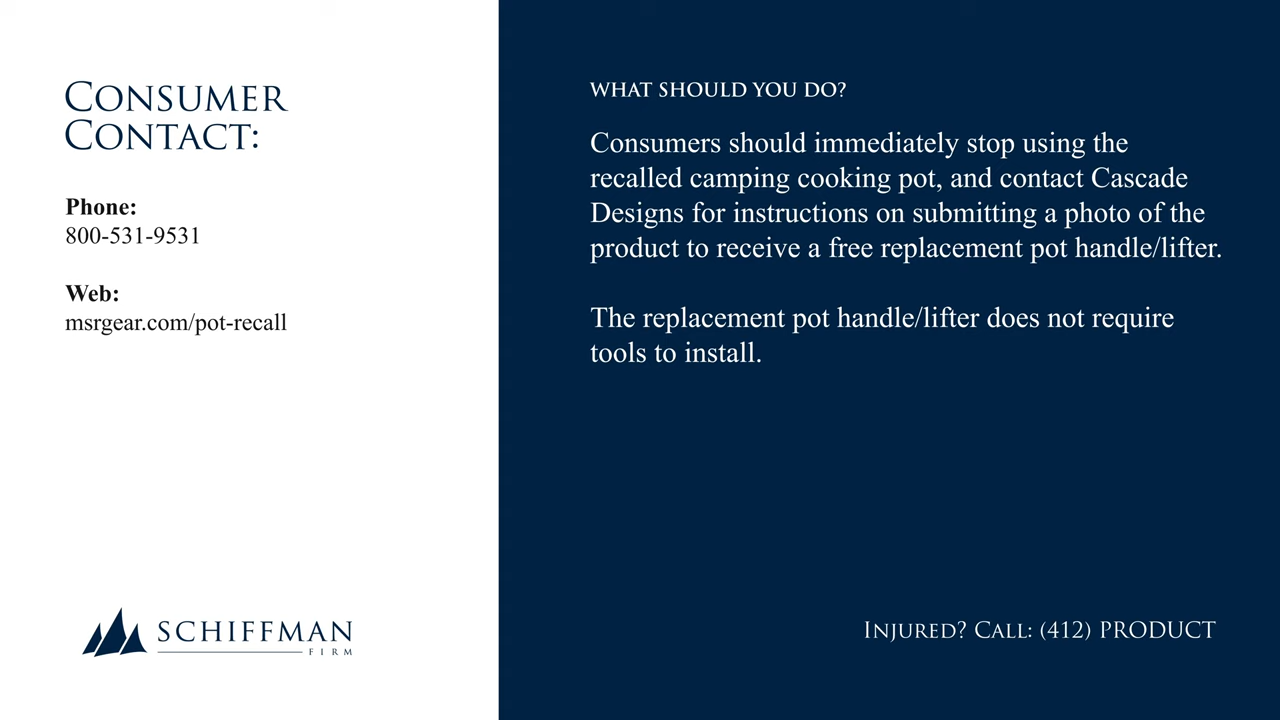 CONSUMER
CONTACT:
Phone:
800-531-9531
Web:
msrgear.com/pot-recall
SCHIFFMAN
FIRM
WHAT SHOULD YOU DO?
Consumers should immediately stop using the
recalled camping cooking pot, and contact Cascade
Designs for instructions on submitting a photo of the
product to receive a free replacement pot handle/lifter.
The replacement pot handle/lifter does not require
tools to install.
INJURED? CALL: (412) PRODUCT